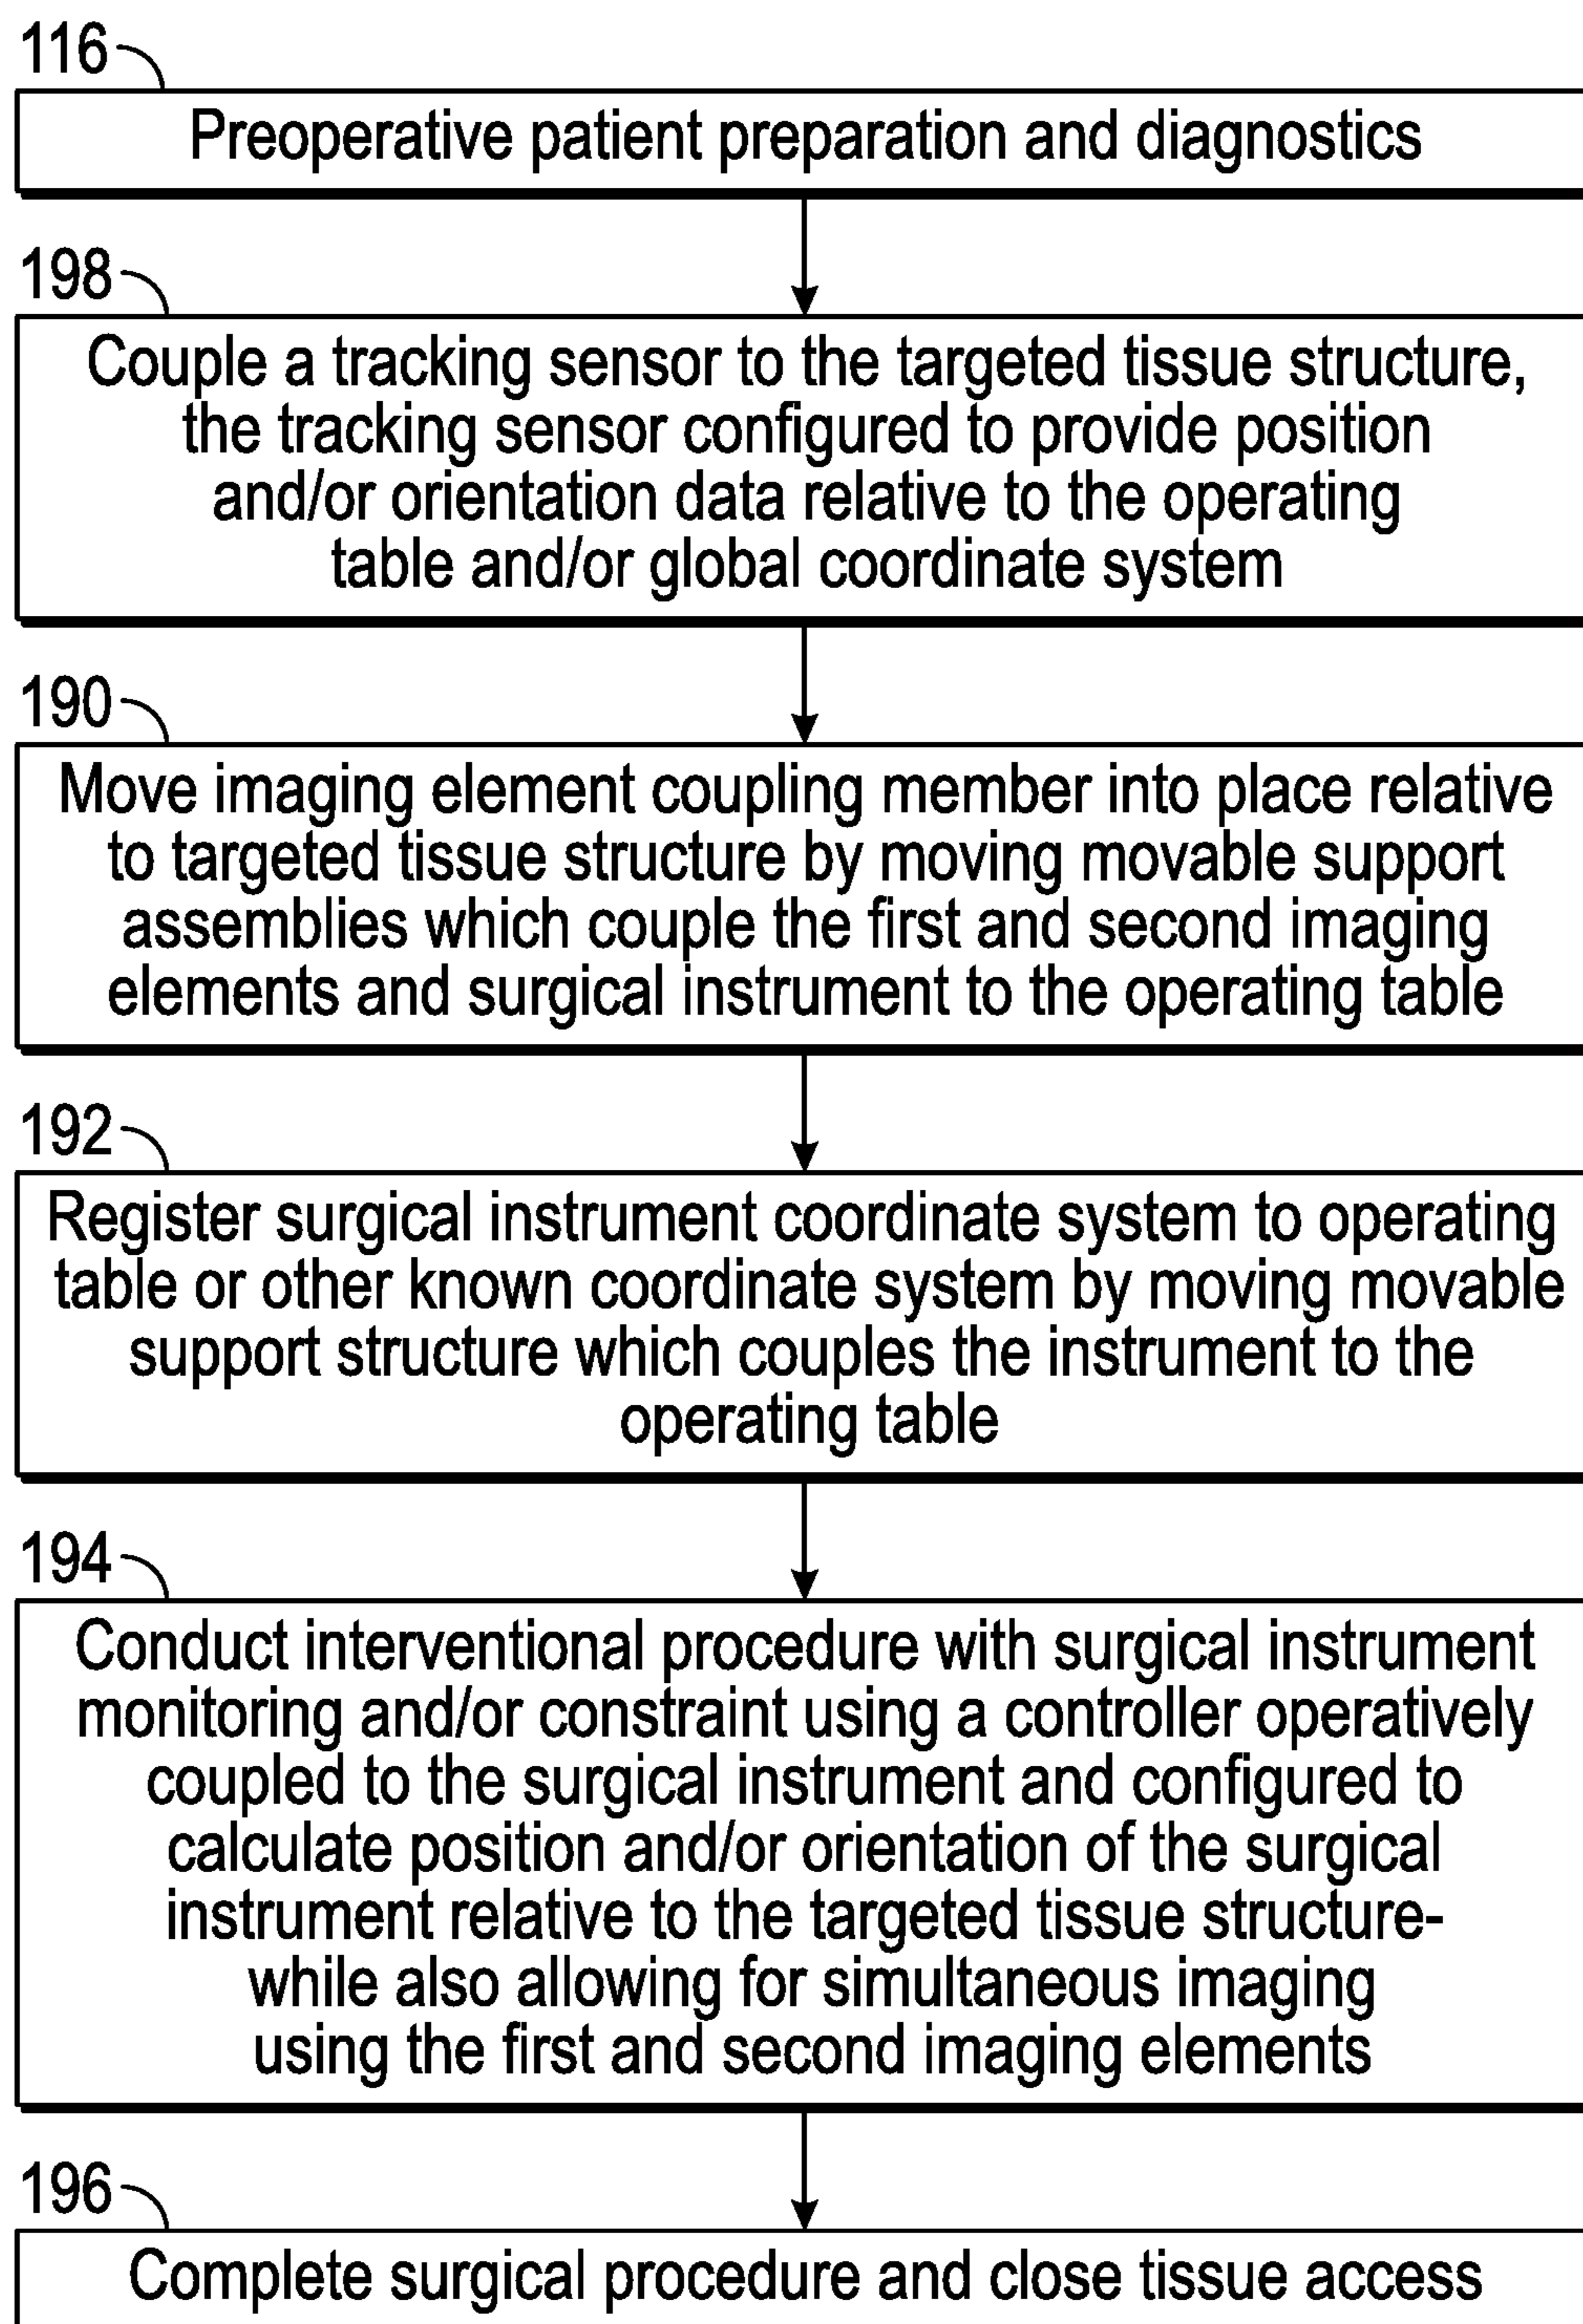 116
Preoperative patient preparation and diagnostics
198
Couple a tracking sensor to the targeted tissue structure,
the tracking sensor configured to provide position
and/or orientation data relative to the operating
table and/or global coordinate system
190
Move imaging element coupling member into place relative
to targeted tissue structure by moving movable support
assemblies which couple the first and second imaging
elements and surgical instrument to the operating table
192
Register surgical instrument coordinate system to operating
table or other known coordinate system by moving movable
support structure which couples the instrument to the
operating table
194
Conduct interventional procedure with surgical instrument
monitoring and/or constraint using a controller operatively
coupled to the surgical instrument and configured to
calculate position and/or orientation of the surgical
instrument relative to the targeted tissue structure-
while also allowing for simultaneous imaging
using the first and second imaging elements
196
Complete surgical procedure and close tissue access